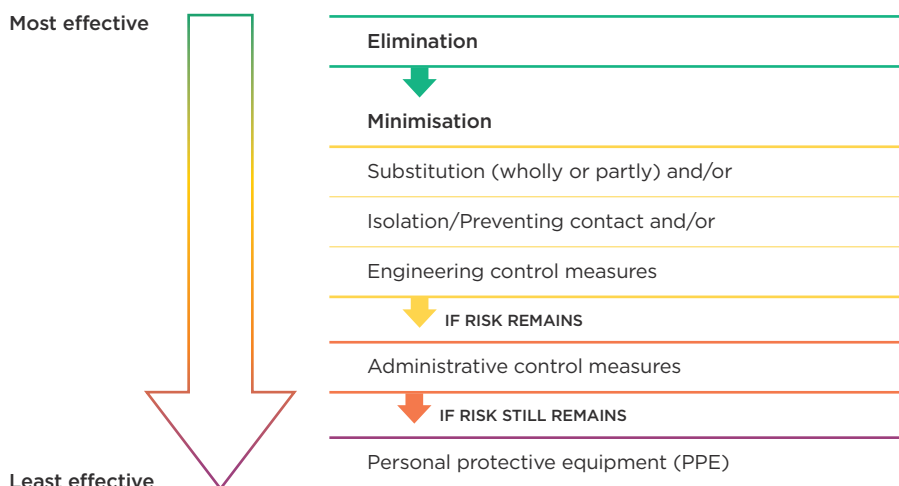 Most effective
Elimination
Minimisation
Substitution (wholly or partly) and/or
Isolation/Preventing contact and/or
Engineering control measures
IF RISK REMAINS
Administrative control measures
IF RISK STILL REMAINS
Personal protective equipment (PPE)
Least effective